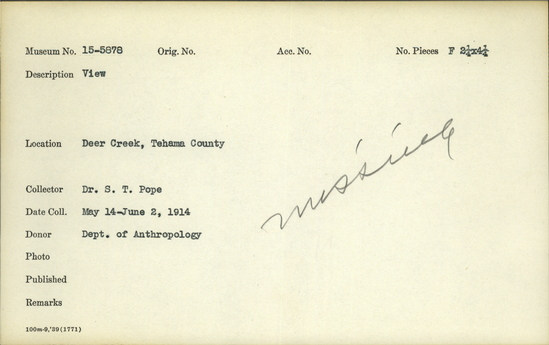 Museum No. 15-5878 Orig. No. Acc. No. No. Pieces F 2¼x4¼
Description View
Location Deer Creek, Tehama County
missing
Collector Dr. S. T. Pope
Date Coll. May 14-June 2, 1914
Donor Dept. of Anthropology
Photo
Published
Remarks
100m-9,'39(1771)